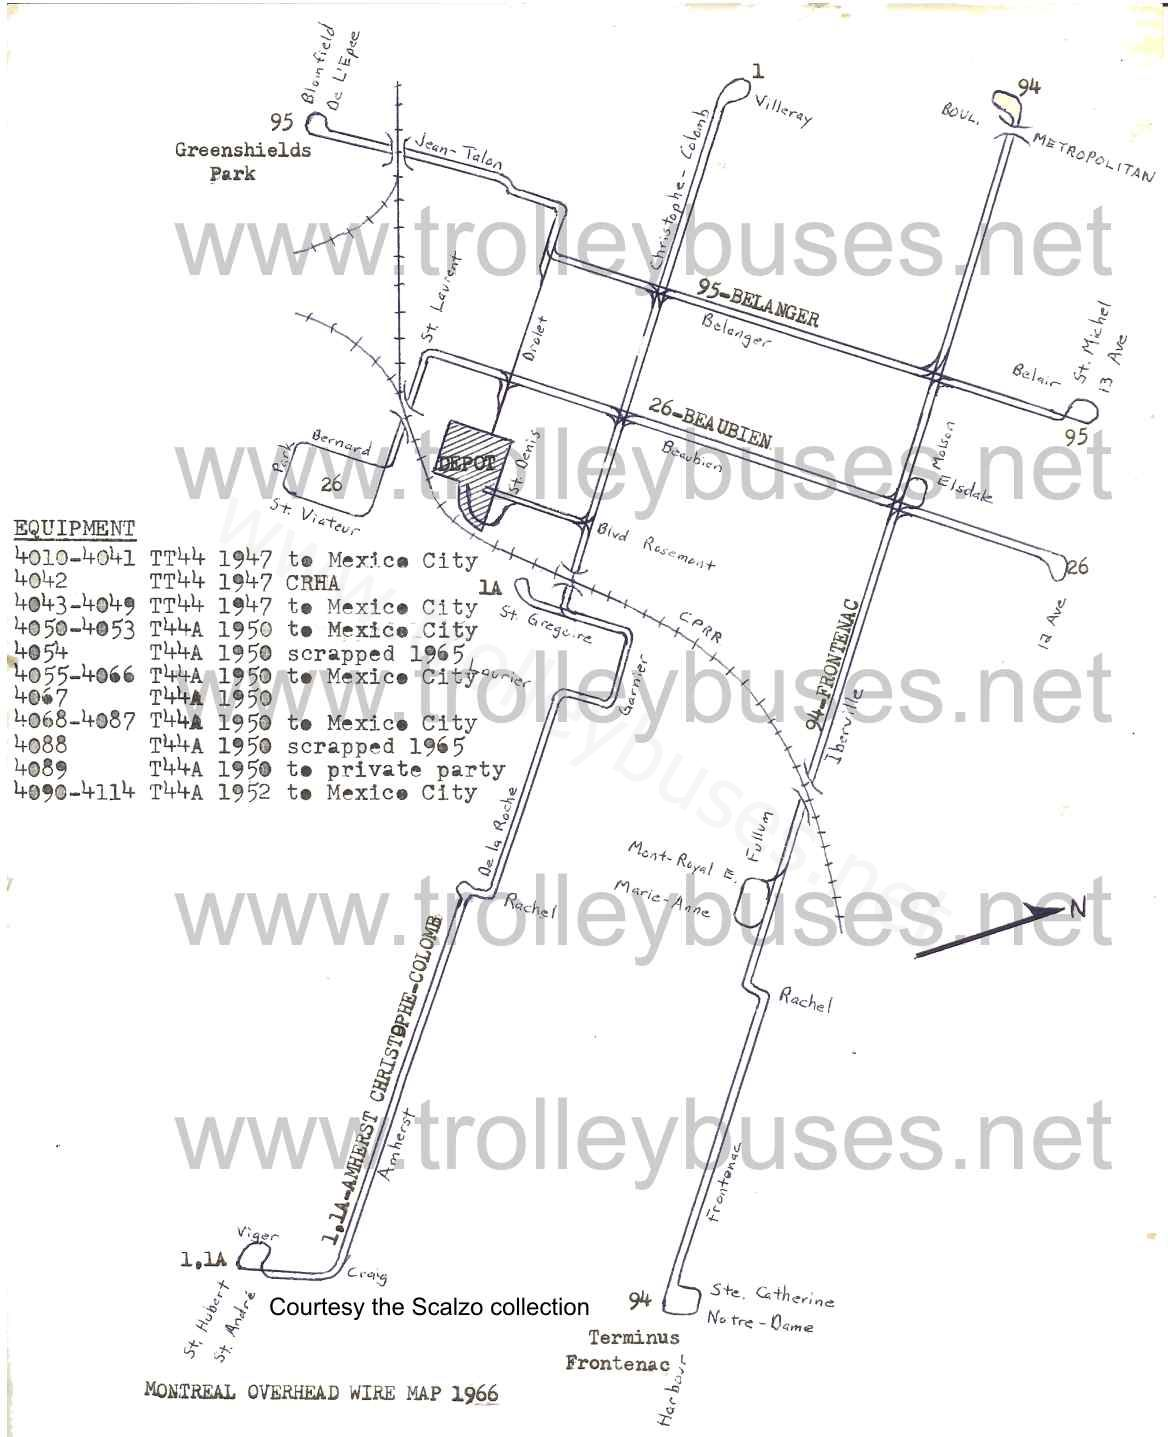 Bloomfield
De L'Epee
95
Greenshields
Park
Jean-Talon
1
Villeray
Christophe-Colomb
94
BOUL. METROPOLITAN
www.trolleybuses.net
St. Laurent
Drolet
95-BELANGER
Belanger
Belair
St. Michel
13 Ave
95
26-BEAUBIEN
Beaubien
Molson
Elsdale
26
12 Ave
Bernard
Park
26
St. Viateur
DEPOT
St. Denis
www.trolleybuses.net
Blvd Rosemont
CPRR
1A
St. Gregoire
Laurier
Garnier
EQUIPMENT
4010-4041 TT44 1947 to Mexico City
4042 TT44 1947 CRHA
4043-4049 TT44 1947 to Mexico City
4050-4053 T44A 1950 to Mexico City
4054 T44A 1950 scrapped 1965
4055-4066 T44A 1950 to Mexico City
4067 T44A 1950
4068-4087 T44A 1950 to Mexico City
4088 T44A 1950 scrapped 1965
4089 T44A 1950 to private party
4090-4114 T44A 1952 to Mexico City
www.trolleybuses.net
www.trolleybuses.net
94-FRONTENAC
Iberville
De la Roche
Rachel
Fullum
Mont-Royal E.
Marie-Anne
N
www.trolleybuses.net
Rachel
1,1A-AMHERST CHRISTOPHE-COLOMB
Amherst
www.trolleybuses.net
Frontenac
Viger
1,1A
Craig
St. Hubert
St. André
Courtesy the Scalzo collection
94
Ste. Catherine
Notre-Dame
Terminus
Frontenac
Harbour
MONTREAL OVERHEAD WIRE MAP 1966